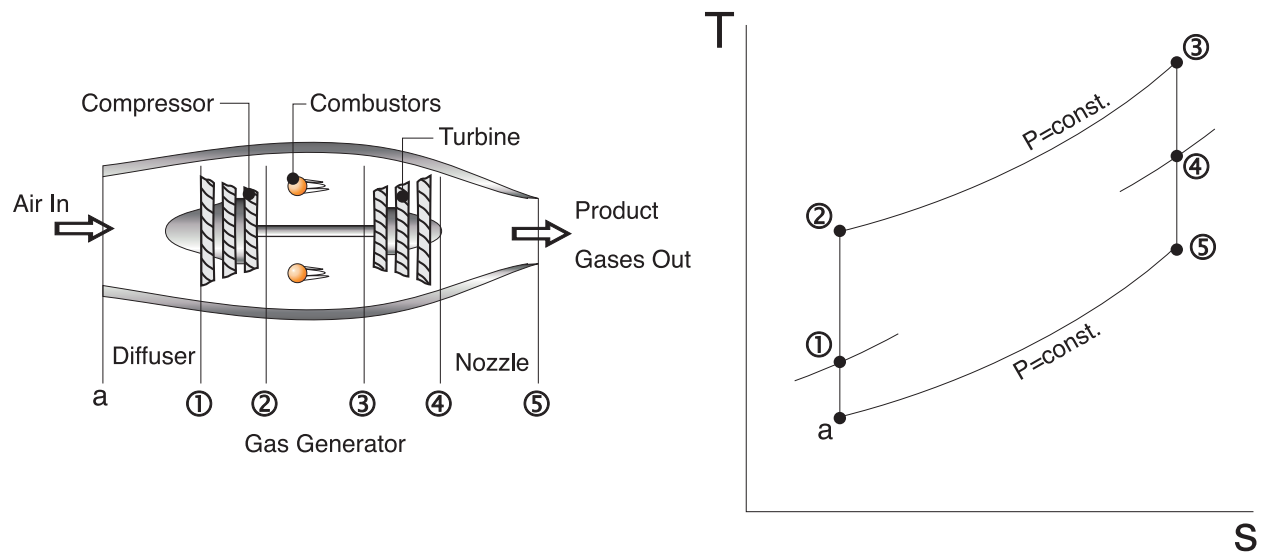 Compressor
Combustors
Turbine
Air In
Product
Gases Out
Diffuser
Nozzle
a
①
②
③
④
⑤
Gas Generator
T
③
P=const.
④
②
⑤
①
P=const.
a
S